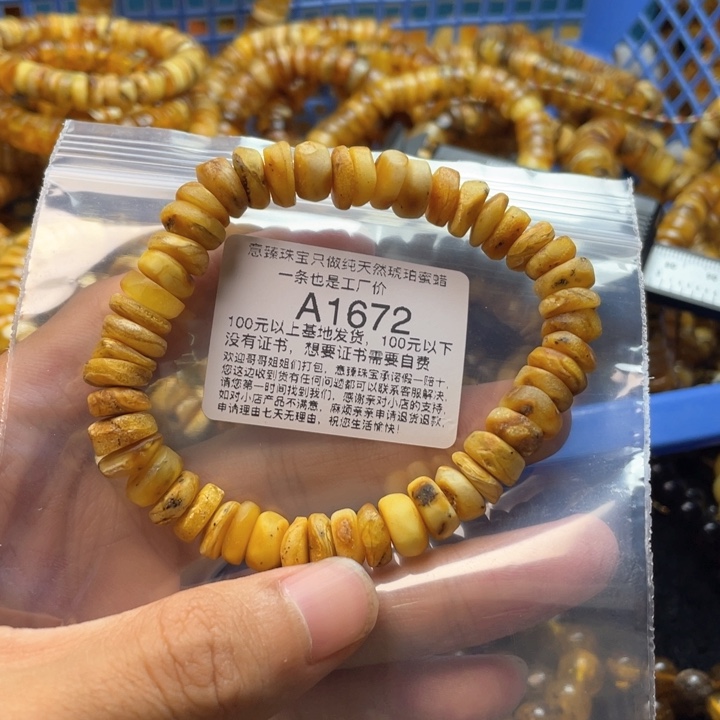 意臻珠宝只做纯天然琥珀蜜蜡
一条也是工厂价
A1672
100元以上基地发货，100元以下
没有证书，想要证书需要自费
欢迎哥哥姐姐们打包，意臻珠宝承诺假一赔十，
您这边收到货有任何问题都可以联系客服解决，
请您第一时间找到我们，感谢亲对小店的支持，
如对小店产品不满意，麻烦亲亲申请退货退款，
申请理由七天无理由，祝您生活愉快！